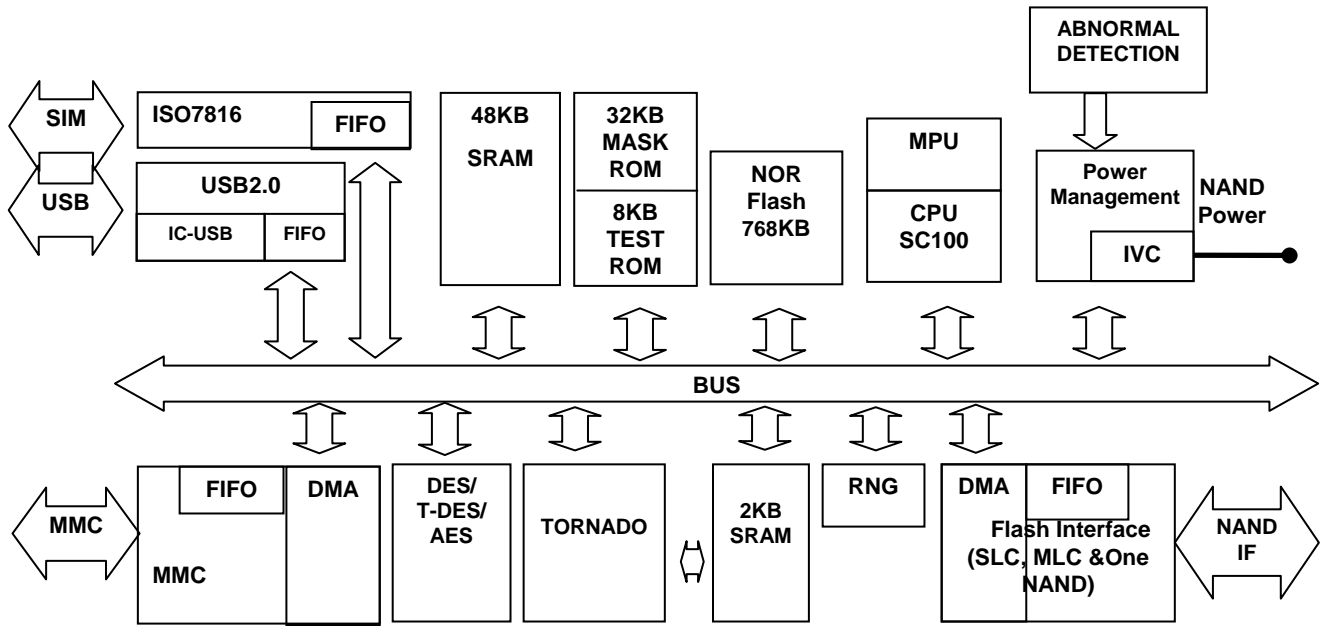 ABNORMAL
DETECTION
SIM
ISO7816
FIFO
48KB
SRAM
32KB
MASK
ROM
8KB
TEST
ROM
NOR
Flash
768KB
MPU
CPU
SC100
Power
Management
IVC
NAND
Power
USB
USB2.0
IC-USB
FIFO
BUS
MMC
FIFO
DMA
MMC
DES/
T-DES/
AES
TORNADO
2KB
SRAM
RNG
DMA
FIFO
Flash Interface
(SLC, MLC &One
NAND)
NAND
IF